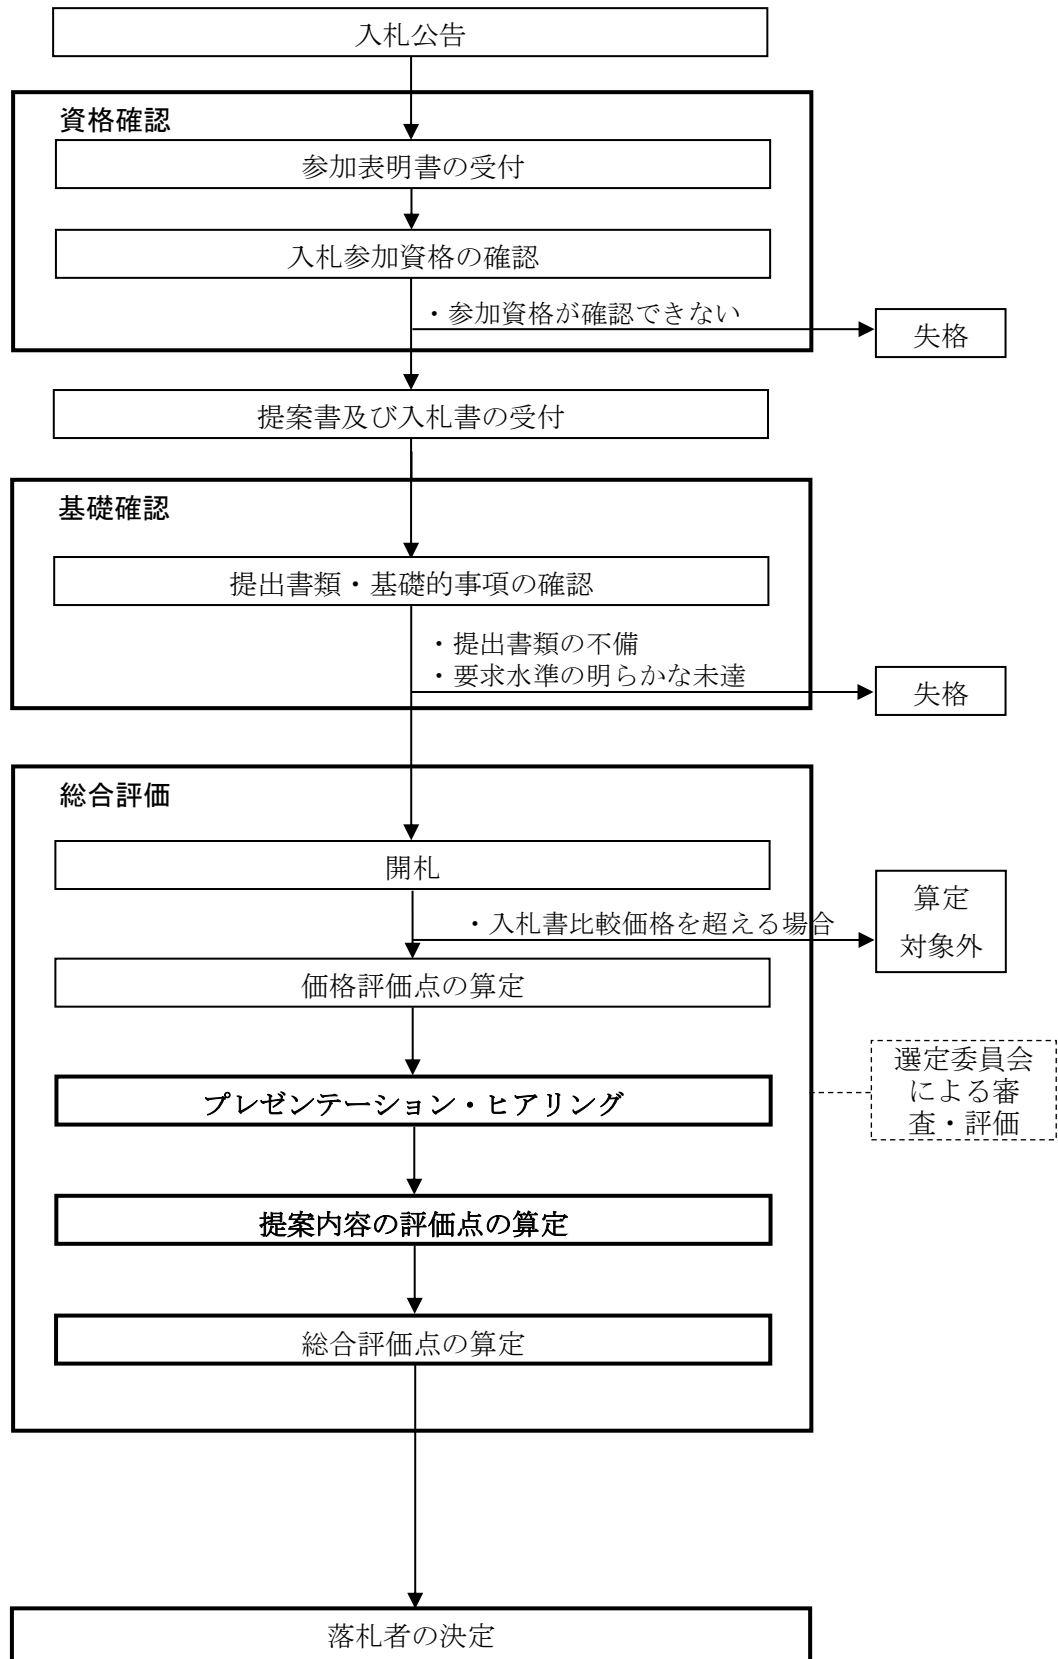 入札公告
資格確認
参加表明書の受付
入札参加資格の確認
・参加資格が確認できない
失格
提案書及び入札書の受付
基礎確認
提出書類・基礎的事項の確認
・提出書類の不備
・要求水準の明らかな未達
失格
総合評価
開札
・入札書比較価格を超える場合
算定
対象外
価格評価点の算定
選定委員会
による審
査・評価
プレゼンテーション・ヒアリング
提案内容の評価点の算定
総合評価点の算定
落札者の決定